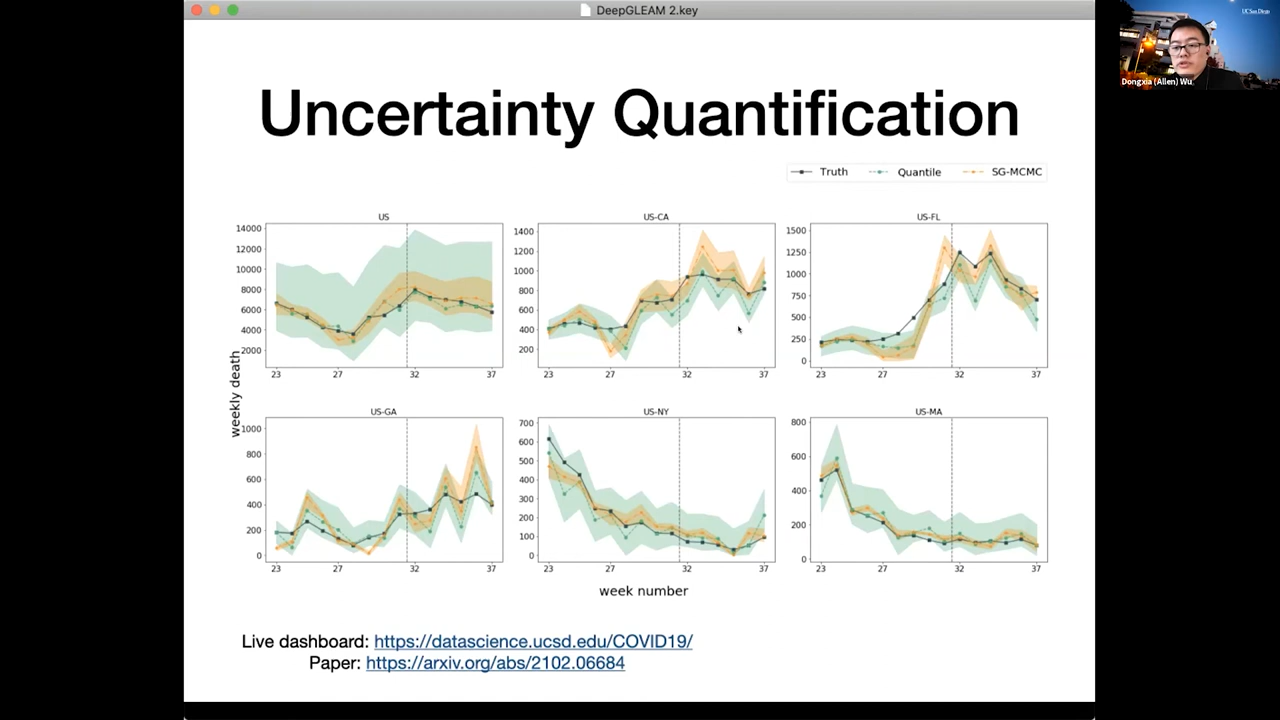 DeepGLEAM 2.key
UC San Diego
Dongxia (Allen) Wu
Uncertainty Quantification
Truth Quantile SG-MCMC
US
14000
12000
10000
8000
6000
4000
2000
23 27 32 37
US-CA
1400
1200
1000
800
600
400
200
23 27 32 37
US-FL
1500
1250
1000
750
500
250
0
23 27 32 37
weekly death
US-GA
1000
800
600
400
200
0
23 27 32 37
US-NY
700
600
500
400
300
200
100
0
23 27 32 37
US-MA
800
600
400
200
0
23 27 32 37
week number
Live dashboard: https://datascience.ucsd.edu/COVID19/
Paper: https://arxiv.org/abs/2102.06684